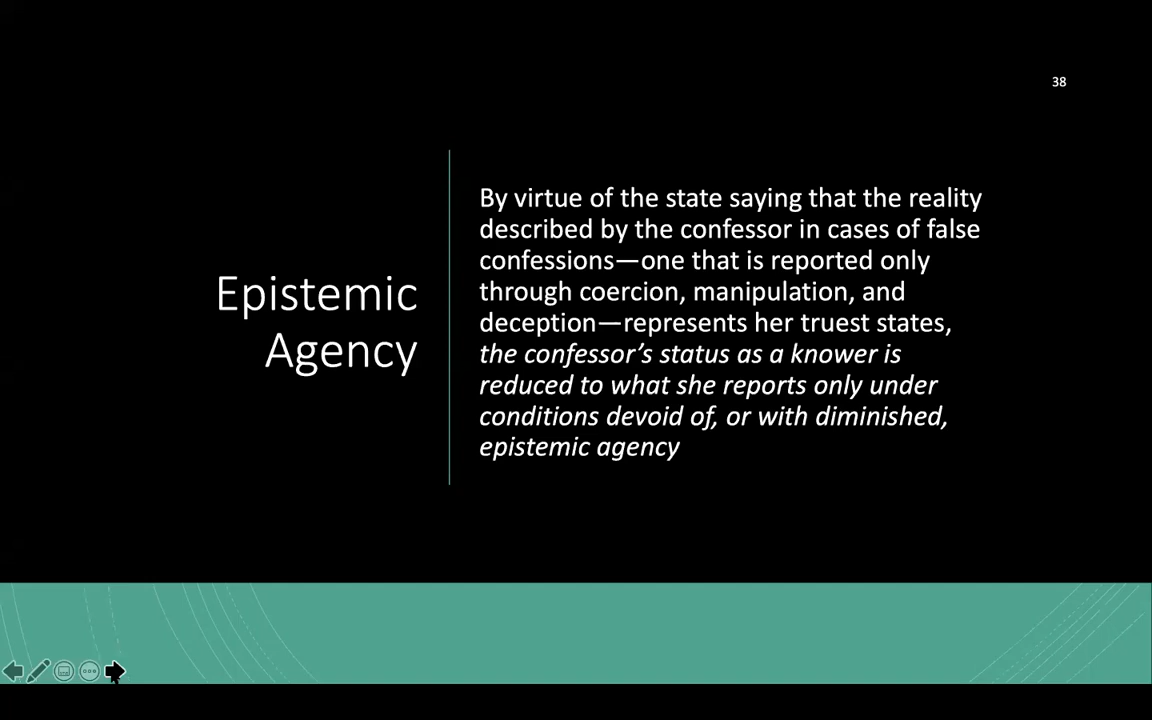 38
Epistemic
Agency
By virtue of the state saying that the reality
described by the confessor in cases of false
confessions—one that is reported only
through coercion, manipulation, and
deception—represents her truest states,
the confessor’s status as a knower is
reduced to what she reports only under
conditions devoid of, or with diminished,
epistemic agency